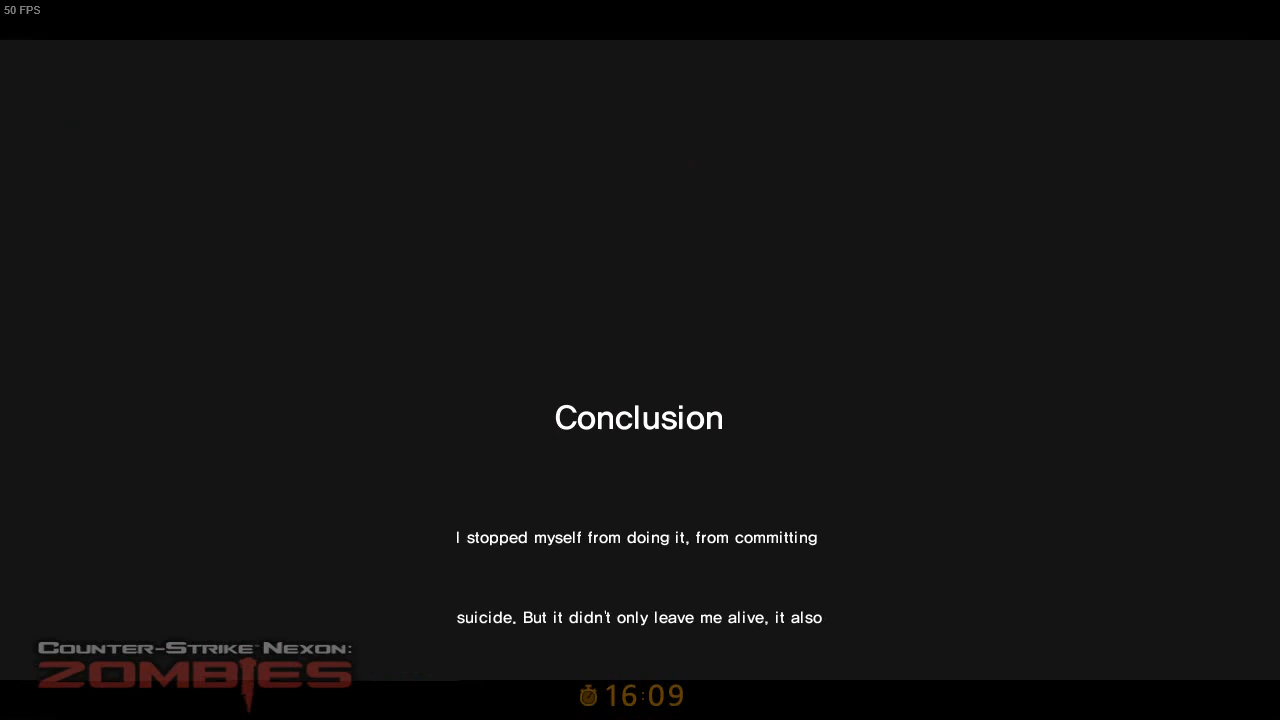 50 FPS
Conclusion
I stopped myself from doing it, from committing
suicide. But it didn't only leave me alive, it also
COUNTER-STRIKE NEXON:
ZOMBIES
16:09